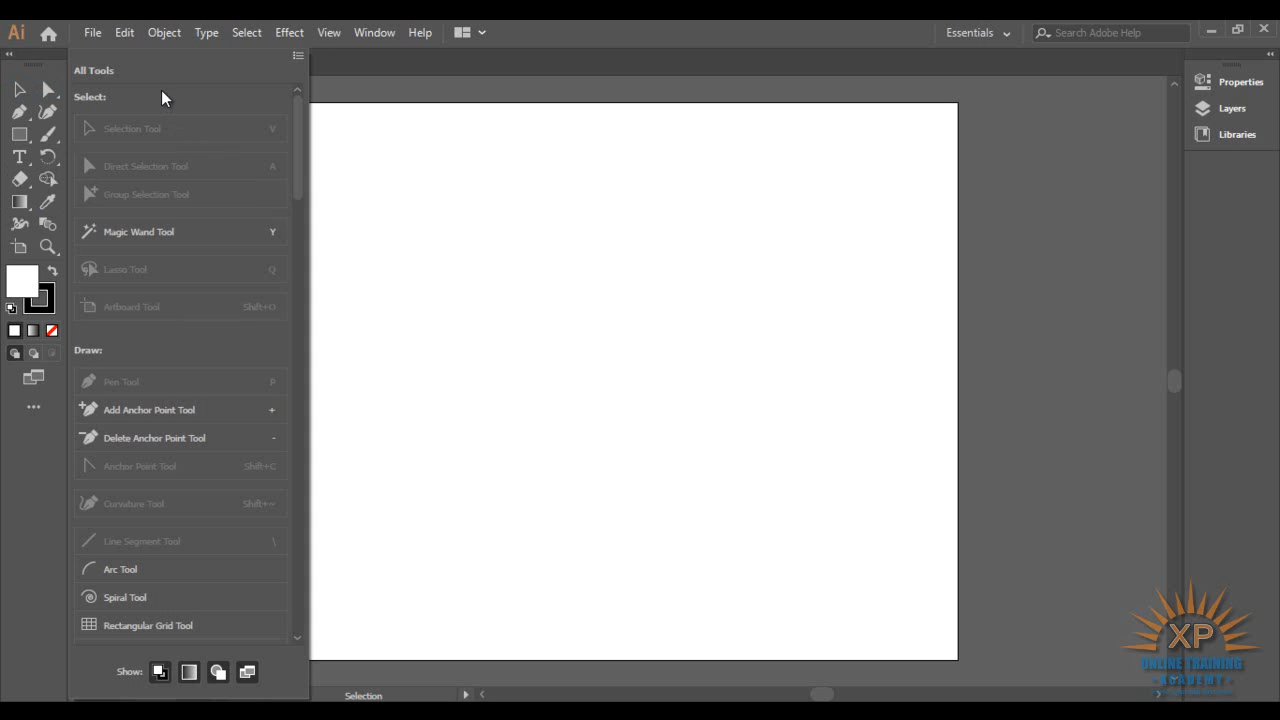 Ai
File Edit Object Type Select Effect View Window Help
Essentials
Search Adobe Help
All Tools
Select:
Selection Tool V
Direct Selection Tool A
Group Selection Tool
Magic Wand Tool Y
Lasso Tool Q
Artboard Tool Shift+O
Draw:
Pen Tool P
Add Anchor Point Tool +
Delete Anchor Point Tool -
Anchor Point Tool Shift+C
Curvature Tool Shift+~
Line Segment Tool \
Arc Tool
Spiral Tool
Rectangular Grid Tool
Show:
Selection
Properties
Layers
Libraries
XP
ONLINE TRAINING
ACADEMY